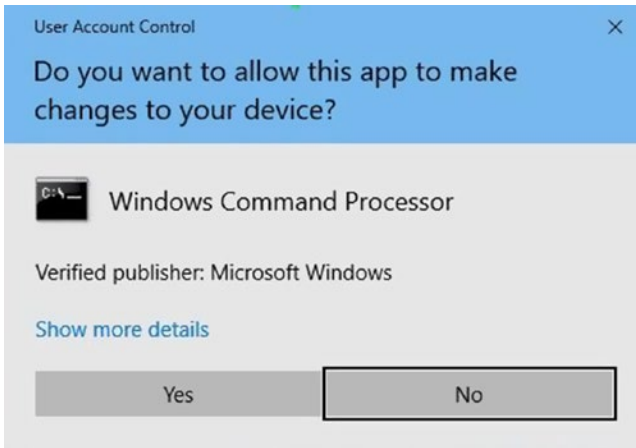 User Account Control
Do you want to allow this app to make
changes to your device?
C:\_
Windows Command Processor
Verified publisher: Microsoft Windows
Show more details
Yes
No